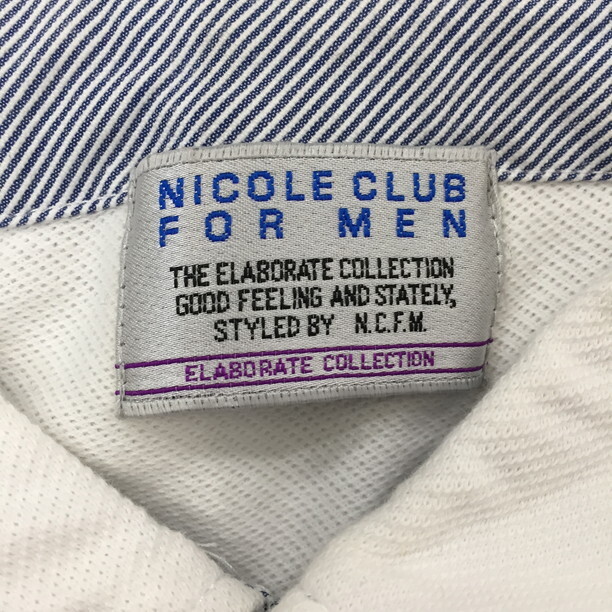 NICOLE CLUB
FOR MEN
THE ELABORATE COLLECTION
GOOD FEELING AND STATELY,
STYLED BY N.C.F.M.
ELABORATE COLLECTION